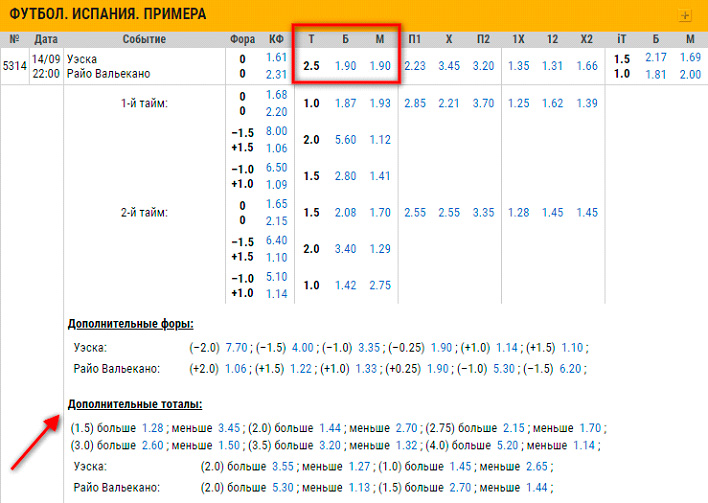 ФУТБОЛ. ИСПАНИЯ. ПРИМЕРА +
№ Дата Событие Фора КФ Т Б М П1 Х П2 1Х 12 Х2 iТ Б М
5314 14/09 Уэска 0 1.61 2.5 1.90 1.90 2.23 3.45 3.20 1.35 1.31 1.66 1.5 2.17 1.69
22:00 Райо Вальекано 0 2.31 1.0 1.81 2.00
1-й тайм: 0 1.68 1.0 1.87 1.93 2.85 2.21 3.70 1.25 1.62 1.39
0 2.20
−1.5 8.00 2.0 5.60 1.12
+1.5 1.06
−1.0 6.50 1.5 2.80 1.41
+1.0 1.09
2-й тайм: 0 1.65 1.5 2.08 1.70 2.55 2.55 3.35 1.28 1.45 1.45
0 2.15
−1.5 6.40 2.0 3.40 1.29
+1.5 1.10
−1.0 5.10 1.0 1.42 2.75
+1.0 1.14
Дополнительные форы:
Уэска: (−2.0) 7.70 ; (−1.5) 4.00 ; (−1.0) 3.35 ; (−0.25) 1.90 ; (+1.0) 1.14 ; (+1.5) 1.10 ;
Райо Вальекано: (+2.0) 1.06 ; (+1.5) 1.22 ; (+1.0) 1.33 ; (+0.25) 1.90 ; (−1.0) 5.30 ; (−1.5) 6.20 ;
Дополнительные тоталы:
(1.5) больше 1.28 ; меньше 3.45 ; (2.0) больше 1.44 ; меньше 2.70 ; (2.75) больше 2.15 ; меньше 1.70 ;
(3.0) больше 2.60 ; меньше 1.50 ; (3.5) больше 3.20 ; меньше 1.32 ; (4.0) больше 5.20 ; меньше 1.14 ;
Уэска: (2.0) больше 3.55 ; меньше 1.27 ; (1.0) больше 1.45 ; меньше 2.65 ;
Райо Вальекано: (2.0) больше 5.30 ; меньше 1.13 ; (1.5) больше 2.70 ; меньше 1.44 ;